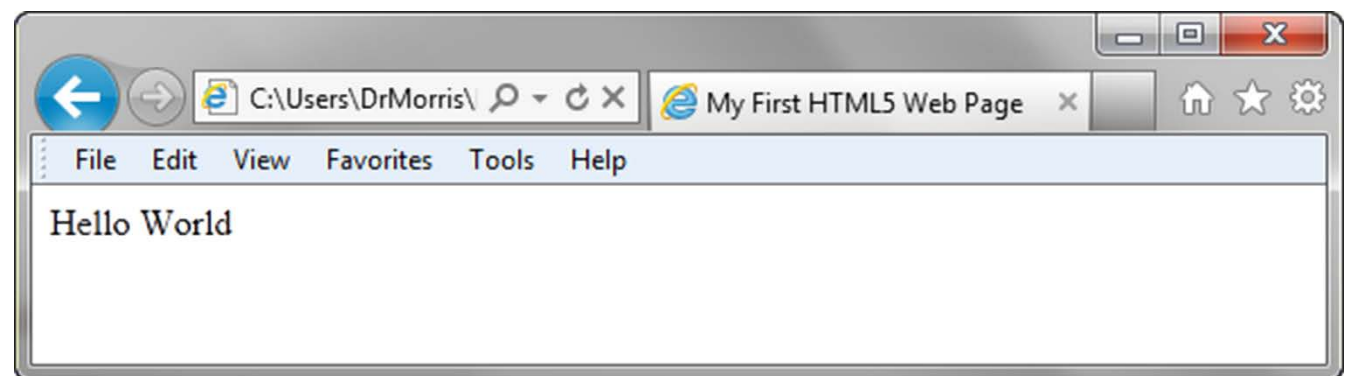 C:\Users\DrMorris\ My First HTML5 Web Page
File Edit View Favorites Tools Help
Hello World